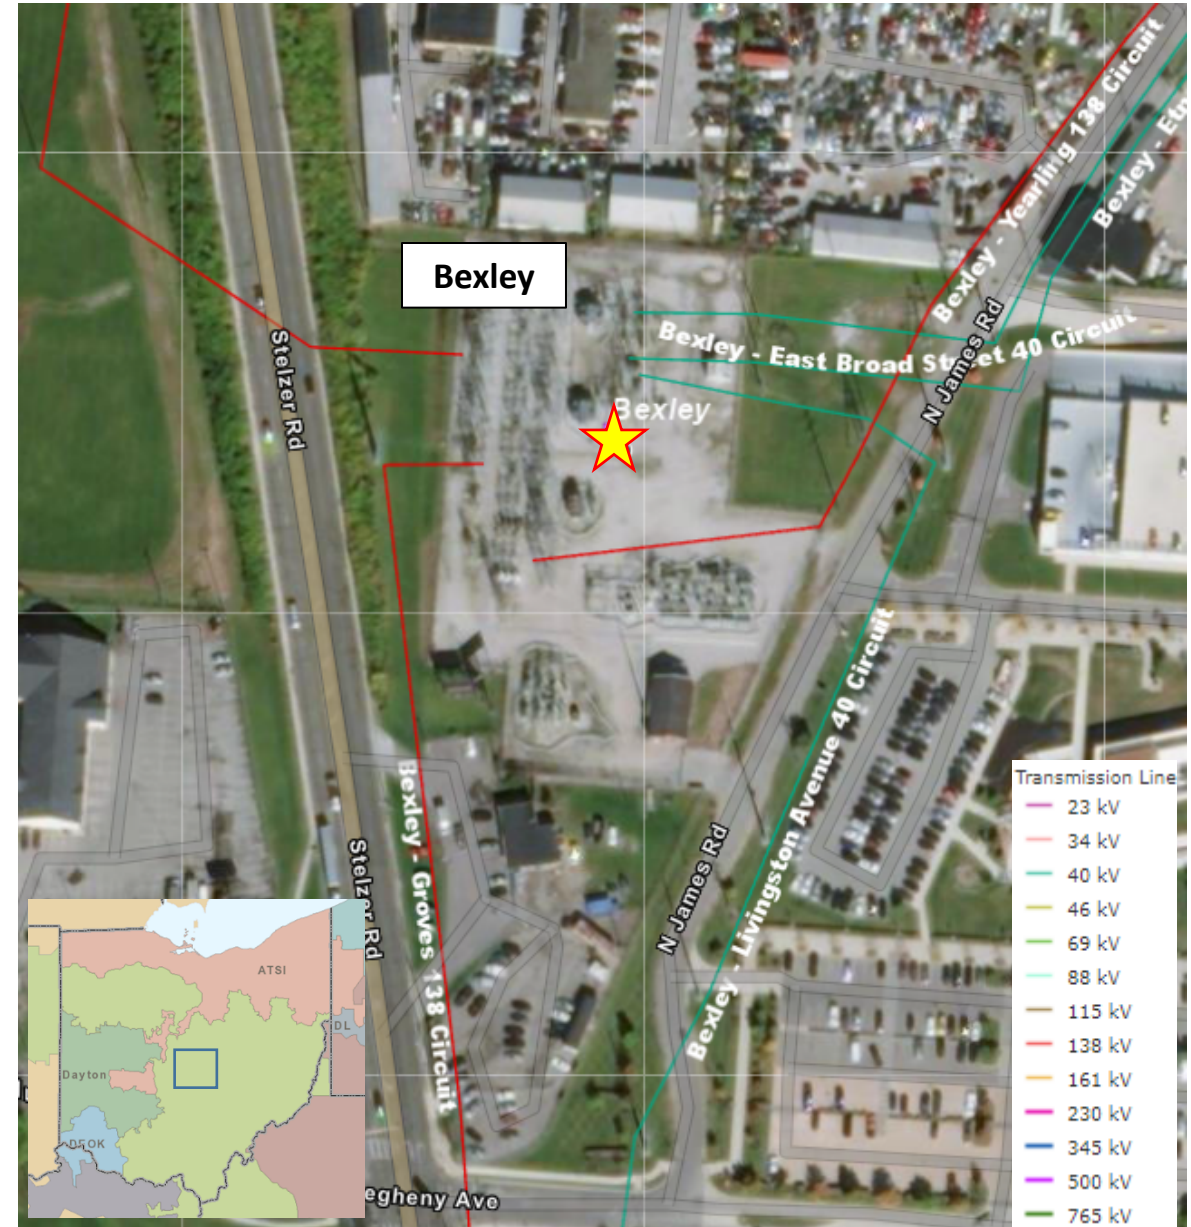 Bexley - Yearling 138 Circuit
Bexley - Etn
Bexley
Bexley - East Broad Street 40 Circuit
Stelzer Rd
N James Rd
Bexley
Bexley - Livingston Avenue 40 Circuit
Bexley - Groves 138 Circuit
Stelzer Rd
N James Rd
egheny Ave
ATSI
DL
Dayton
DEOK
Transmission Line
23 kV
34 kV
40 kV
46 kV
69 kV
88 kV
115 kV
138 kV
161 kV
230 kV
345 kV
500 kV
765 kV